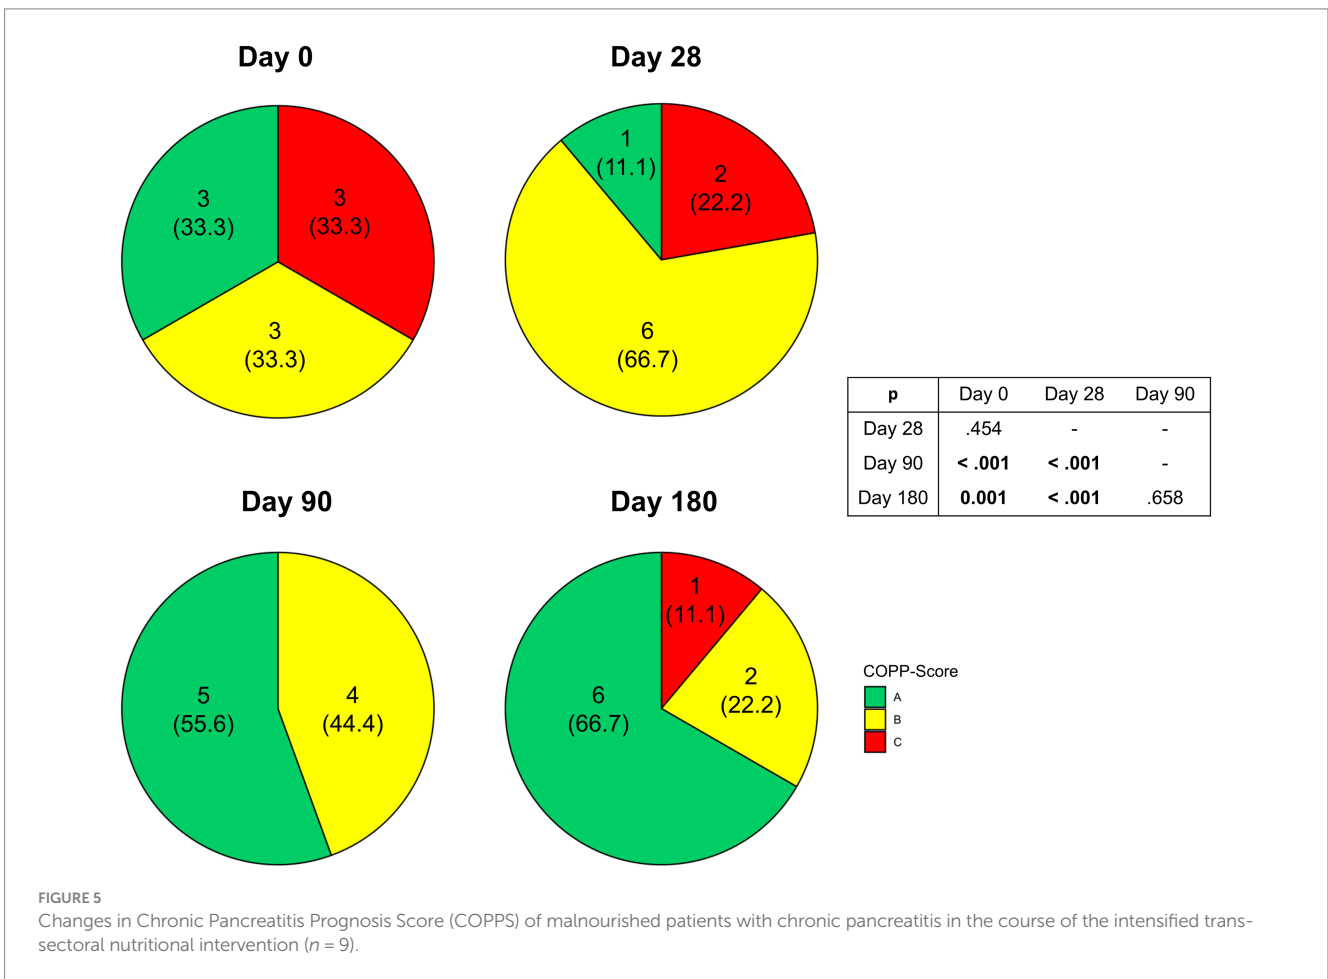 Day 0
Day 28
3
(33.3)
3
(33.3)
3
(33.3)
1
(11.1)
2
(22.2)
6
(66.7)
p Day 0 Day 28 Day 90
Day 28 .454 - -
Day 90 < .001 < .001 -
Day 180 0.001 < .001 .658
Day 90
Day 180
5
(55.6)
4
(44.4)
1
(11.1)
6
(66.7)
2
(22.2)
COPP-Score
A
B
C
FIGURE 5
Changes in Chronic Pancreatitis Prognosis Score (COPPS) of malnourished patients with chronic pancreatitis in the course of the intensified trans-
sectoral nutritional intervention (n = 9).